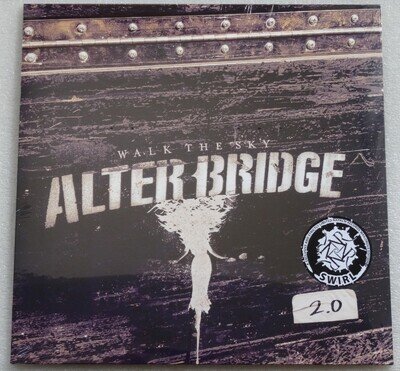 WALK THE SKY
ALTER BRIDGE
SWIRL
2.0